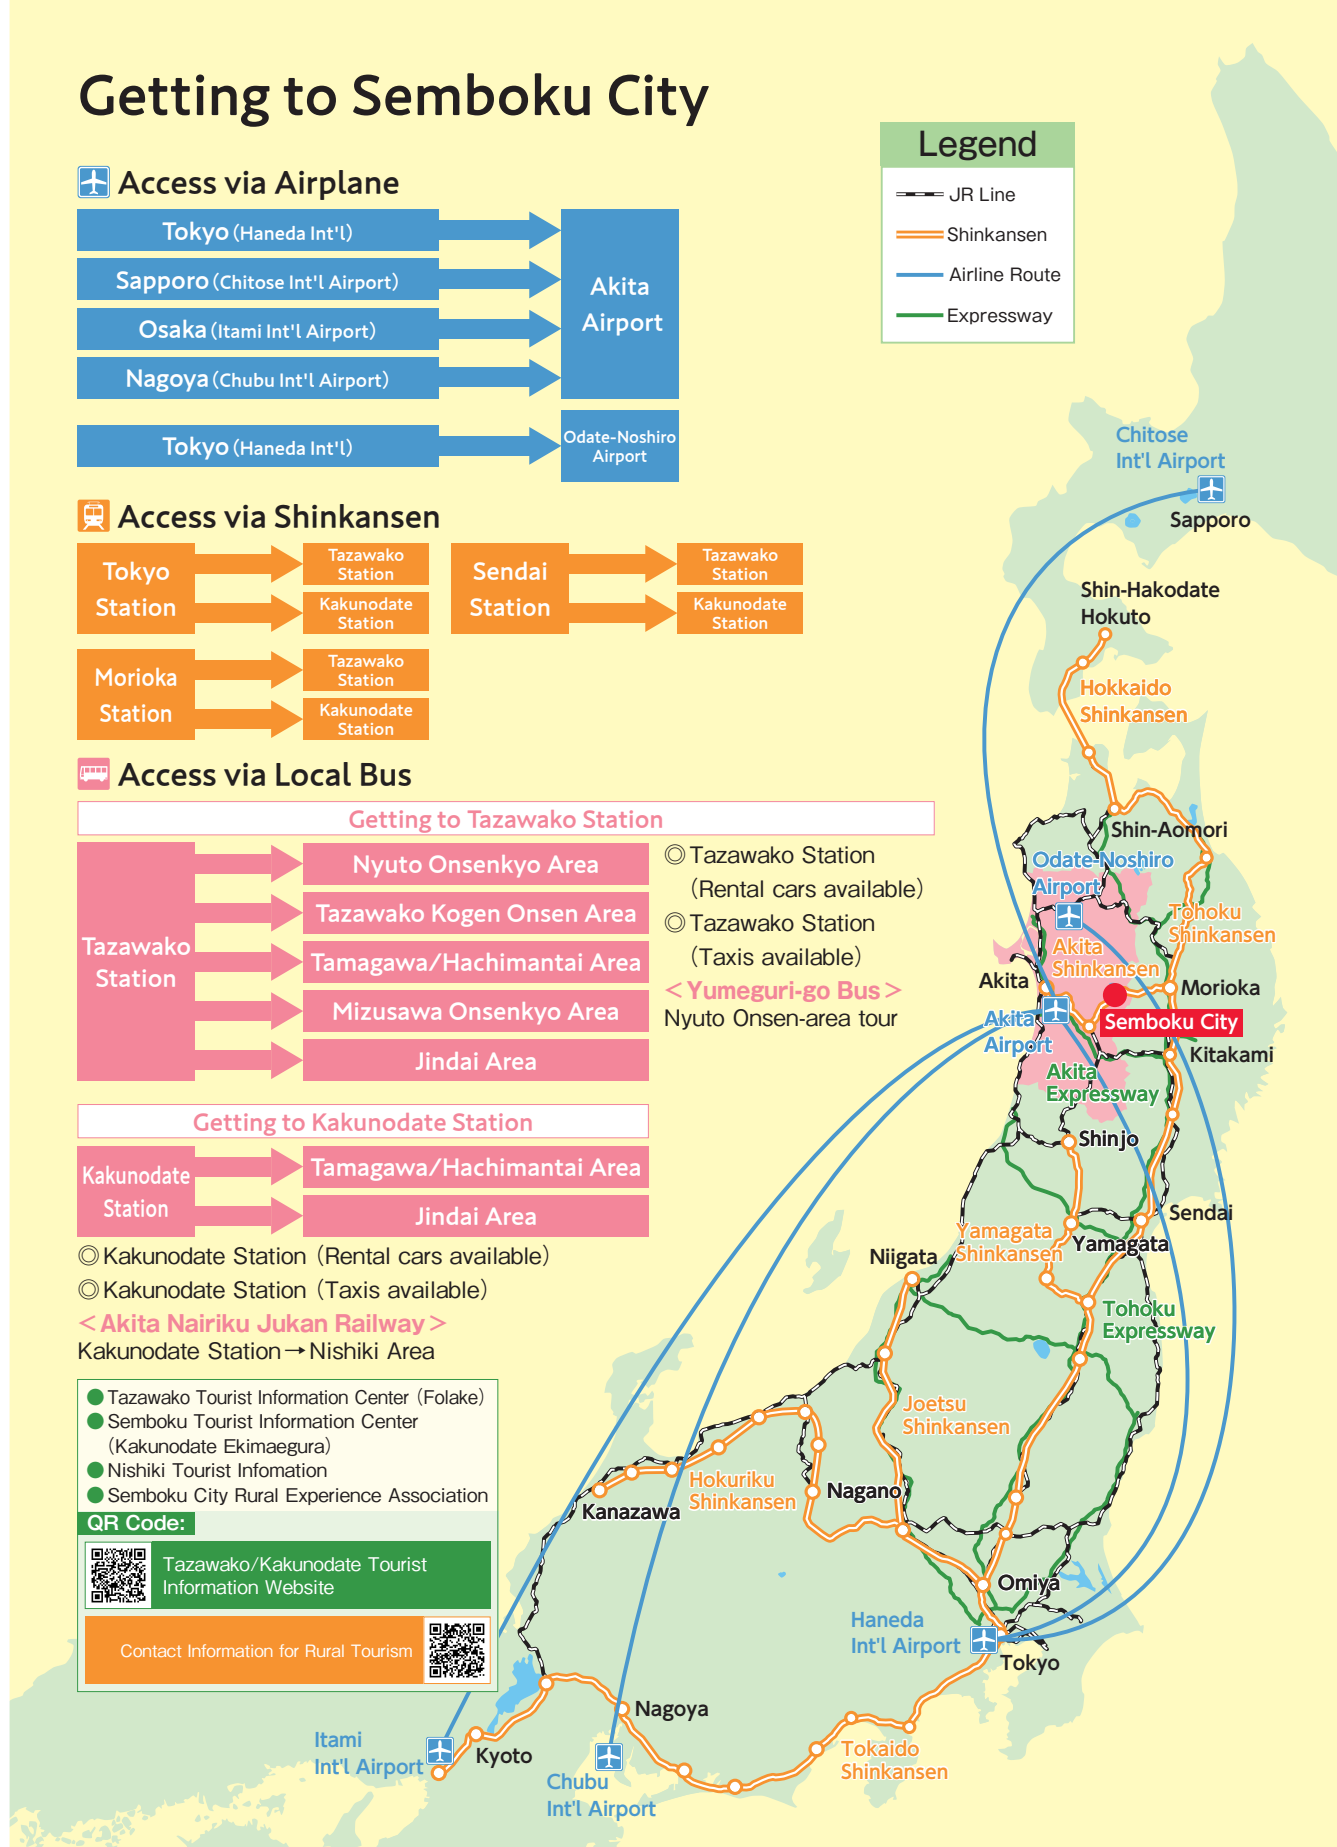 Getting to Semboku City
Access via Airplane
Tokyo (Haneda Int'l)
Sapporo (Chitose Int'l Airport)
Osaka (Itami Int'l Airport)
Nagoya (Chubu Int'l Airport)
Akita
Airport
Tokyo (Haneda Int'l)
Odate-Noshiro
Airport
Access via Shinkansen
Tokyo
Station
Tazawako
Station
Kakunodate
Station
Sendai
Station
Tazawako
Station
Kakunodate
Station
Morioka
Station
Tazawako
Station
Kakunodate
Station
Access via Local Bus
Getting to Tazawako Station
Tazawako
Station
Nyuto Onsenkyo Area
Tazawako Kogen Onsen Area
Tamagawa/Hachimantai Area
Mizusawa Onsenkyo Area
Jindai Area
◎Tazawako Station
(Rental cars available)
◎Tazawako Station
(Taxis available)
＜Yumeguri-go Bus＞
Nyuto Onsen-area tour
Getting to Kakunodate Station
Kakunodate
Station
Tamagawa/Hachimantai Area
Jindai Area
◎Kakunodate Station (Rental cars available)
◎Kakunodate Station (Taxis available)
＜Akita Nairiku Jukan Railway＞
Kakunodate Station→Nishiki Area
●Tazawako Tourist Information Center (Folake)
●Semboku Tourist Information Center
(Kakunodate Ekimaegura)
●Nishiki Tourist Infomation
●Semboku City Rural Experience Association
QR Code:
Tazawako/Kakunodate Tourist
Information Website
Contact Information for Rural Tourism
Legend
JR Line
Shinkansen
Airline Route
Expressway
Chitose
Int'l Airport
Sapporo
Shin-Hakodate
Hokuto
Hokkaido
Shinkansen
Shin-Aomori
Odate-Noshiro
Airport
Tohoku
Shinkansen
Akita
Shinkansen
Akita
Morioka
Akita
Airport
Semboku City
Kitakami
Akita
Expressway
Shinjo
Sendai
Yamagata
Shinkansen
Yamagata
Niigata
Tohoku
Expressway
Joetsu
Shinkansen
Hokuriku
Shinkansen
Nagano
Kanazawa
Omiya
Haneda
Int'l Airport
Tokyo
Nagoya
Itami
Int'l Airport
Kyoto
Chubu
Int'l Airport
Tokaido
Shinkansen